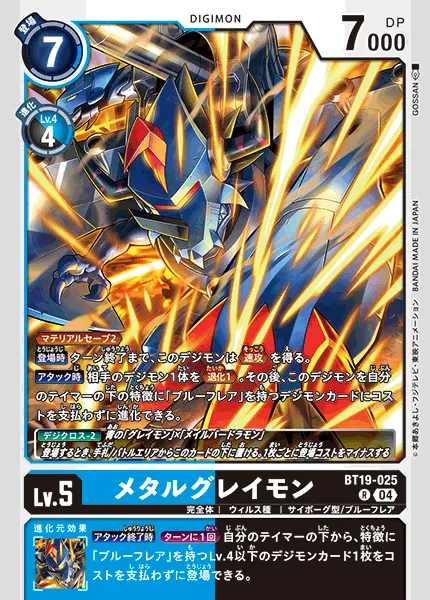 DIGIMON
登場
7
DP
7000
進化
Lv.4
4
GOSSAN
BANDAI MADE IN JAPAN
©本郷あきよし・フジテレビ・東映アニメーション
マテリアルセーブ2
登場時 ターン終了まで、このデジモンは 速攻 を得る。
アタック時 相手のデジモン1体を 退化1 。その後、このデジモンを自分
のテイマーの下の特徴に「ブルーフレア」を持つデジモンカードにコス
トを支払わずに進化できる。
デジクロス-2 青の「グレイモン」×「メイルバードラモン」
登場するとき、手札/バトルエリアからこのカードの下に置ける。1枚ごとに登場コストをマイナスする
Lv.5
メタルグレイモン
BT19-025
R 04
完全体 | ウィルス種 | サイボーグ型/ブルーフレア
進化元効果
アタック終了時 ターンに1回 自分のテイマーの下から、特徴に
「ブルーフレア」を持つLv.4以下のデジモンカード1枚をコ
ストを支払わずに登場できる。